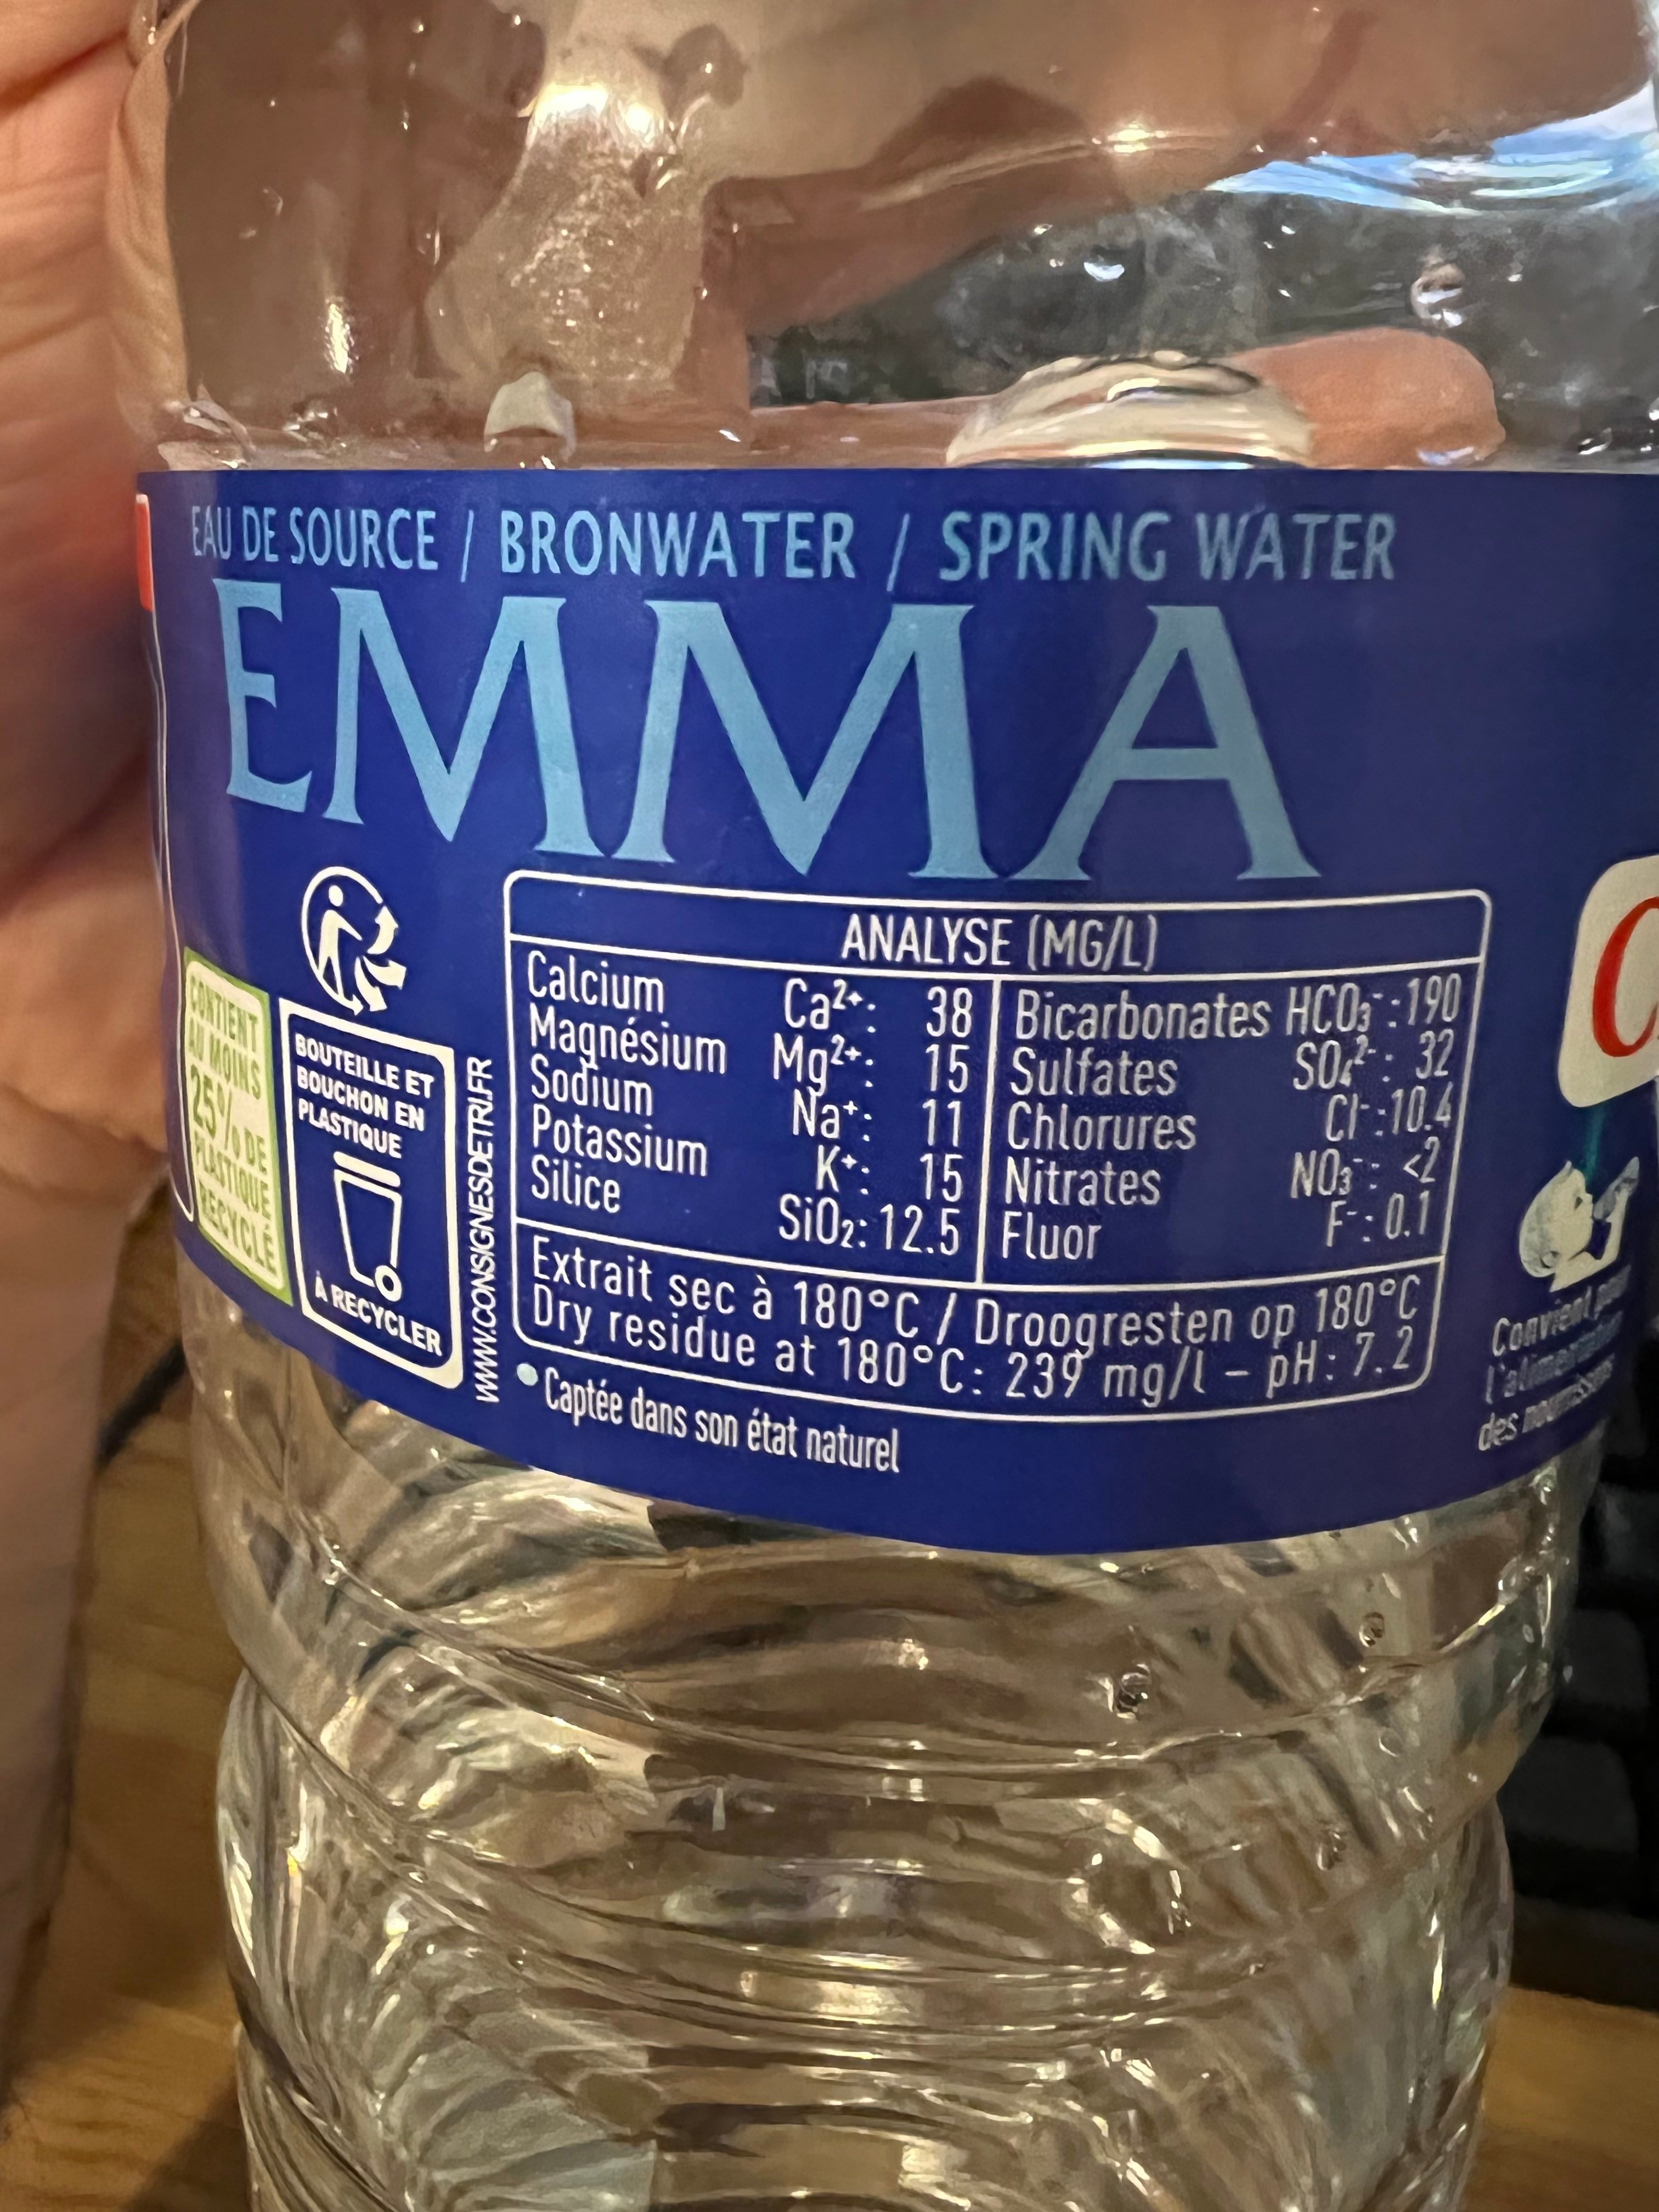 EAU DE SOURCE / BRONWATER / SPRING WATER
EMMA
CONTIENT
AU MOINS
25% DE
PLASTIQUE
RECYCLÉ
BOUTEILLE ET
BOUCHON EN
PLASTIQUE
À RECYCLER
WWW.CONSIGNESDETRI.FR
ANALYSE (MG/L)
Calcium Ca²⁺: 38
Magnésium Mg²⁺: 15
Sodium Na⁺: 11
Potassium K⁺: 15
Silice SiO₂: 12.5
Bicarbonates HCO₃⁻: 190
Sulfates SO₄²⁻: 32
Chlorures Cl⁻: 10.4
Nitrates NO₃⁻: <2
Fluor F⁻: 0.1
Extrait sec à 180°C / Droogresten op 180°C
Dry residue at 180°C: 239 mg/l - pH: 7.2
Captée dans son état naturel
C
Convient pour
l'alimentation
des nourrissons